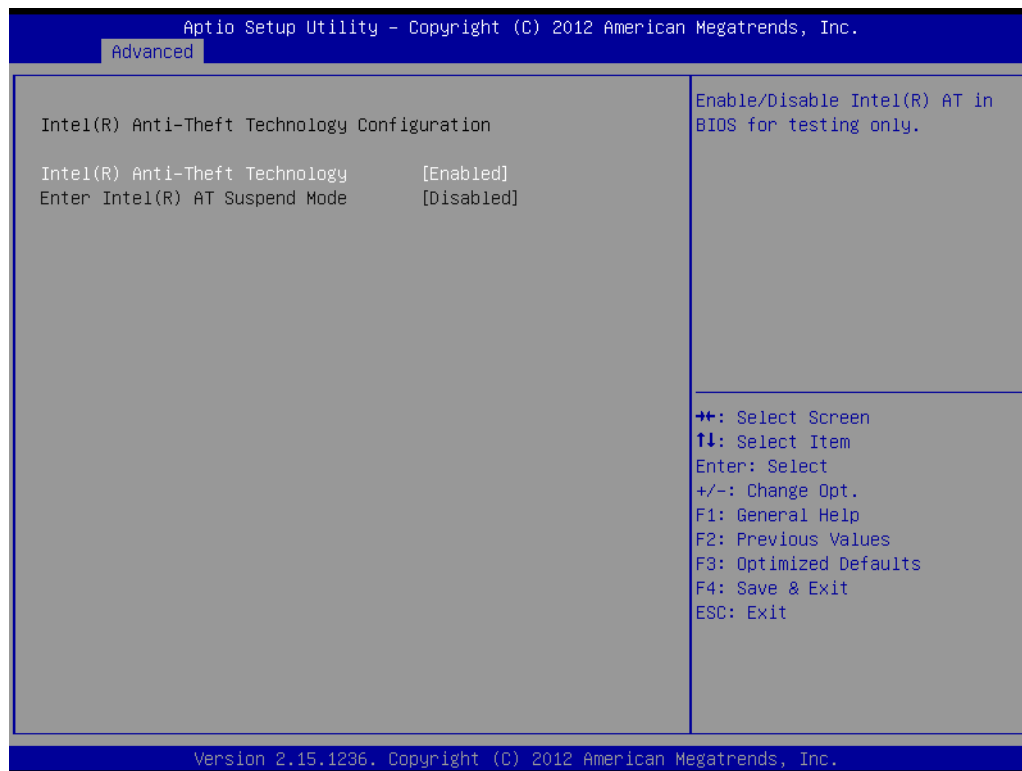 Aptio Setup Utility – Copyright (C) 2012 American Megatrends, Inc.
Advanced
Intel(R) Anti-Theft Technology Configuration
Intel(R) Anti-Theft Technology [Enabled]
Enter Intel(R) AT Suspend Mode [Disabled]
Enable/Disable Intel(R) AT in
BIOS for testing only.
→←: Select Screen
↑↓: Select Item
Enter: Select
+/-: Change Opt.
F1: General Help
F2: Previous Values
F3: Optimized Defaults
F4: Save & Exit
ESC: Exit
Version 2.15.1236. Copyright (C) 2012 American Megatrends, Inc.